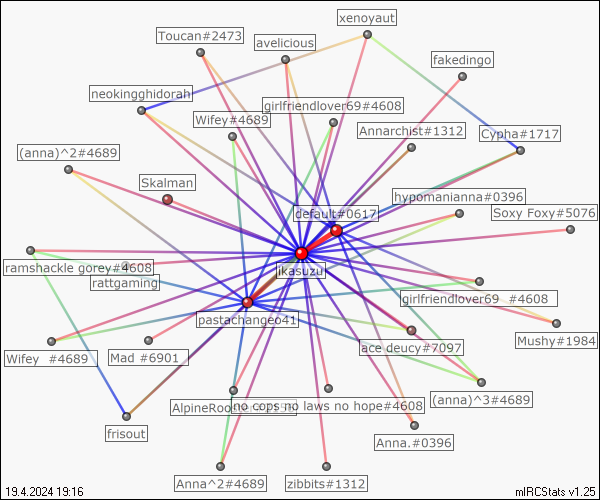 xenoyaut
Toucan#2473
avelicious
fakedingo
neokingghidorah
girlfriendlover69#4608
Wifey#4689
Annarchist#1312
Cypha#1717
(anna)^2#4689
Skalman
hypomanianna#0396
default#0617
Soxy Foxy#5076
ikasuzu
ramshackle gorey#4608
rattgaming
girlfriendlover69 #4608
pastachangeo41
Mushy#1984
ace deucy#7097
Wifey #4689
Mad #6901
(anna)^3#4689
no cops no laws no hope#4608
frisout
Anna.#0396
Anna^2#4689
zibbits#1312
19.4.2024 19:16
mIRCStats v1.25